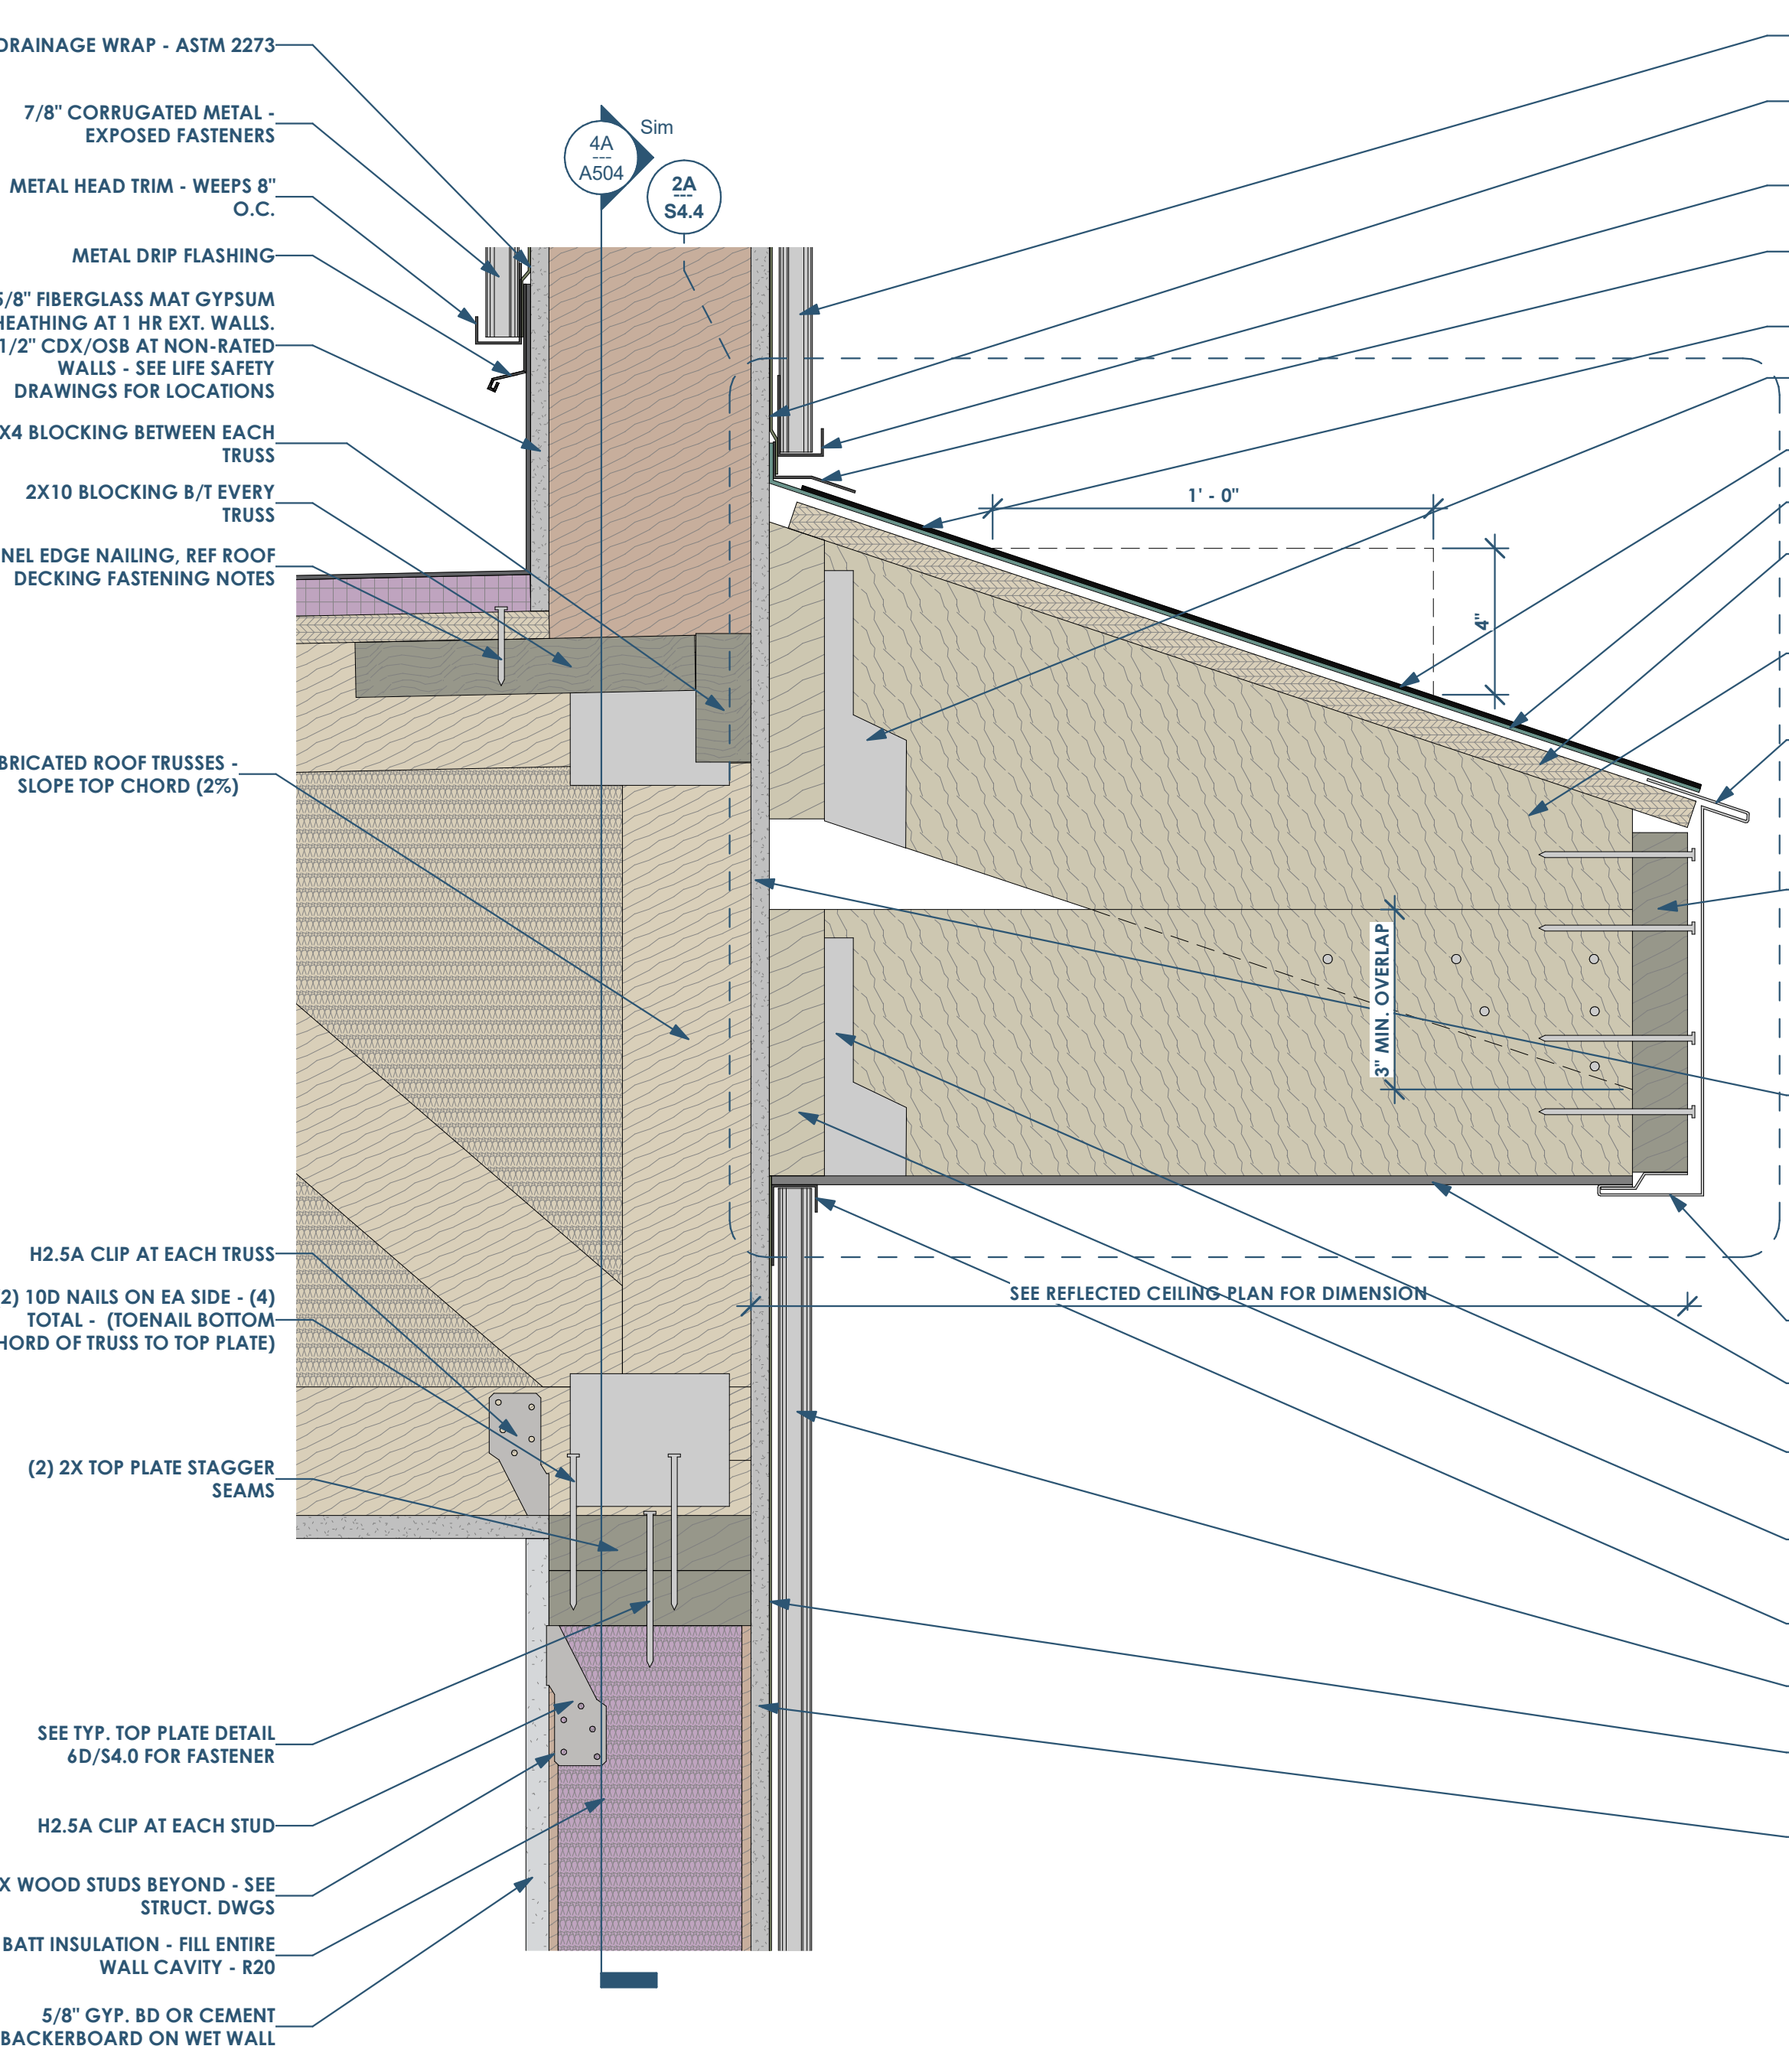 DRAINAGE WRAP - ASTM 2273
7/8" CORRUGATED METAL -
EXPOSED FASTENERS
METAL HEAD TRIM - WEEPS 8"
O.C.
METAL DRIP FLASHING
5/8" FIBERGLASS MAT GYPSUM
HEATHING AT 1 HR EXT. WALLS.
1/2" CDX/OSB AT NON-RATED
WALLS - SEE LIFE SAFETY
DRAWINGS FOR LOCATIONS
X4 BLOCKING BETWEEN EACH
TRUSS
2X10 BLOCKING B/T EVERY
TRUSS
NEL EDGE NAILING, REF ROOF
DECKING FASTENING NOTES
BRICATED ROOF TRUSSES -
SLOPE TOP CHORD (2%)
H2.5A CLIP AT EACH TRUSS
2) 10D NAILS ON EA SIDE - (4)
TOTAL - (TOENAIL BOTTOM
HORD OF TRUSS TO TOP PLATE)
(2) 2X TOP PLATE STAGGER
SEAMS
SEE TYP. TOP PLATE DETAIL
6D/S4.0 FOR FASTENER
H2.5A CLIP AT EACH STUD
X WOOD STUDS BEYOND - SEE
STRUCT. DWGS
BATT INSULATION - FILL ENTIRE
WALL CAVITY - R20
5/8" GYP. BD OR CEMENT
BACKERBOARD ON WET WALL
Sim
4A
---
A504
2A
---
S4.4
1' - 0"
4"
3" MIN. OVERLAP
SEE REFLECTED CEILING PLAN FOR DIMENSION